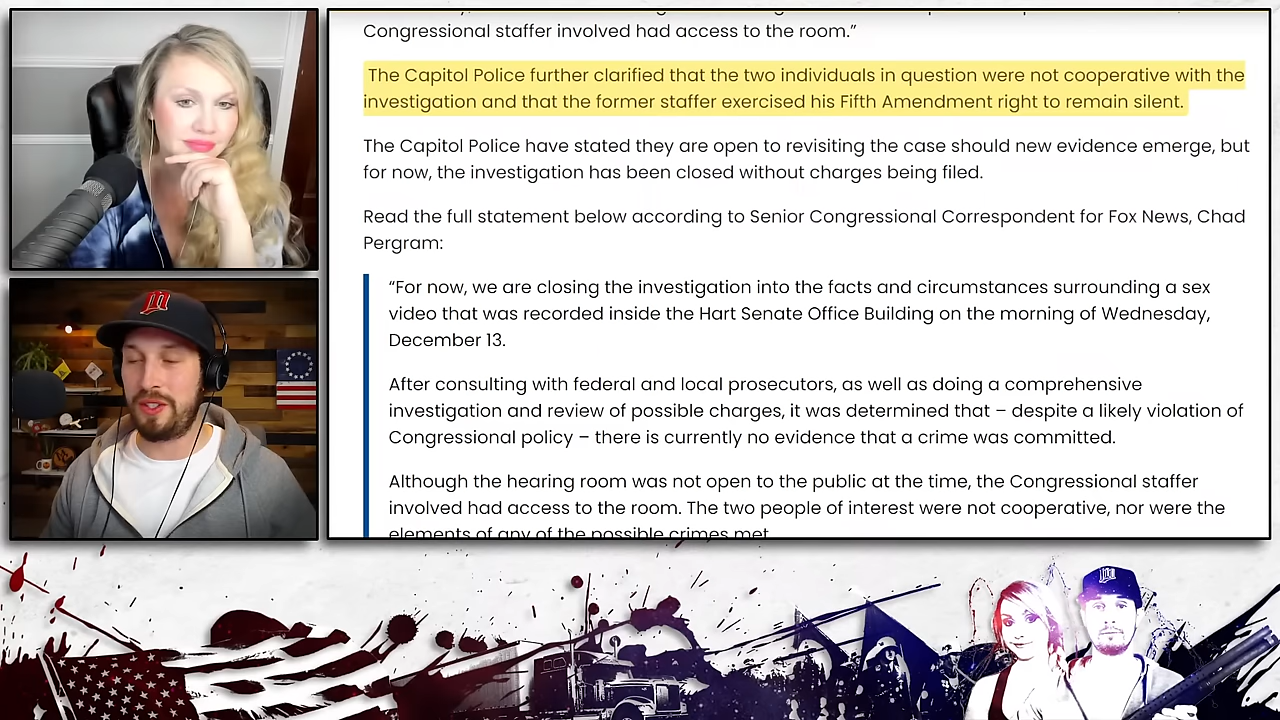 Congressional staffer involved had access to the room.”
The Capitol Police further clarified that the two individuals in question were not cooperative with the
investigation and that the former staffer exercised his Fifth Amendment right to remain silent.
The Capitol Police have stated they are open to revisiting the case should new evidence emerge, but
for now, the investigation has been closed without charges being filed.
Read the full statement below according to Senior Congressional Correspondent for Fox News, Chad
Pergram:
“For now, we are closing the investigation into the facts and circumstances surrounding a sex
video that was recorded inside the Hart Senate Office Building on the morning of Wednesday,
December 13.
After consulting with federal and local prosecutors, as well as doing a comprehensive
investigation and review of possible charges, it was determined that – despite a likely violation of
Congressional policy – there is currently no evidence that a crime was committed.
Although the hearing room was not open to the public at the time, the Congressional staffer
involved had access to the room. The two people of interest were not cooperative, nor were the
elements of any of the possible crimes met.